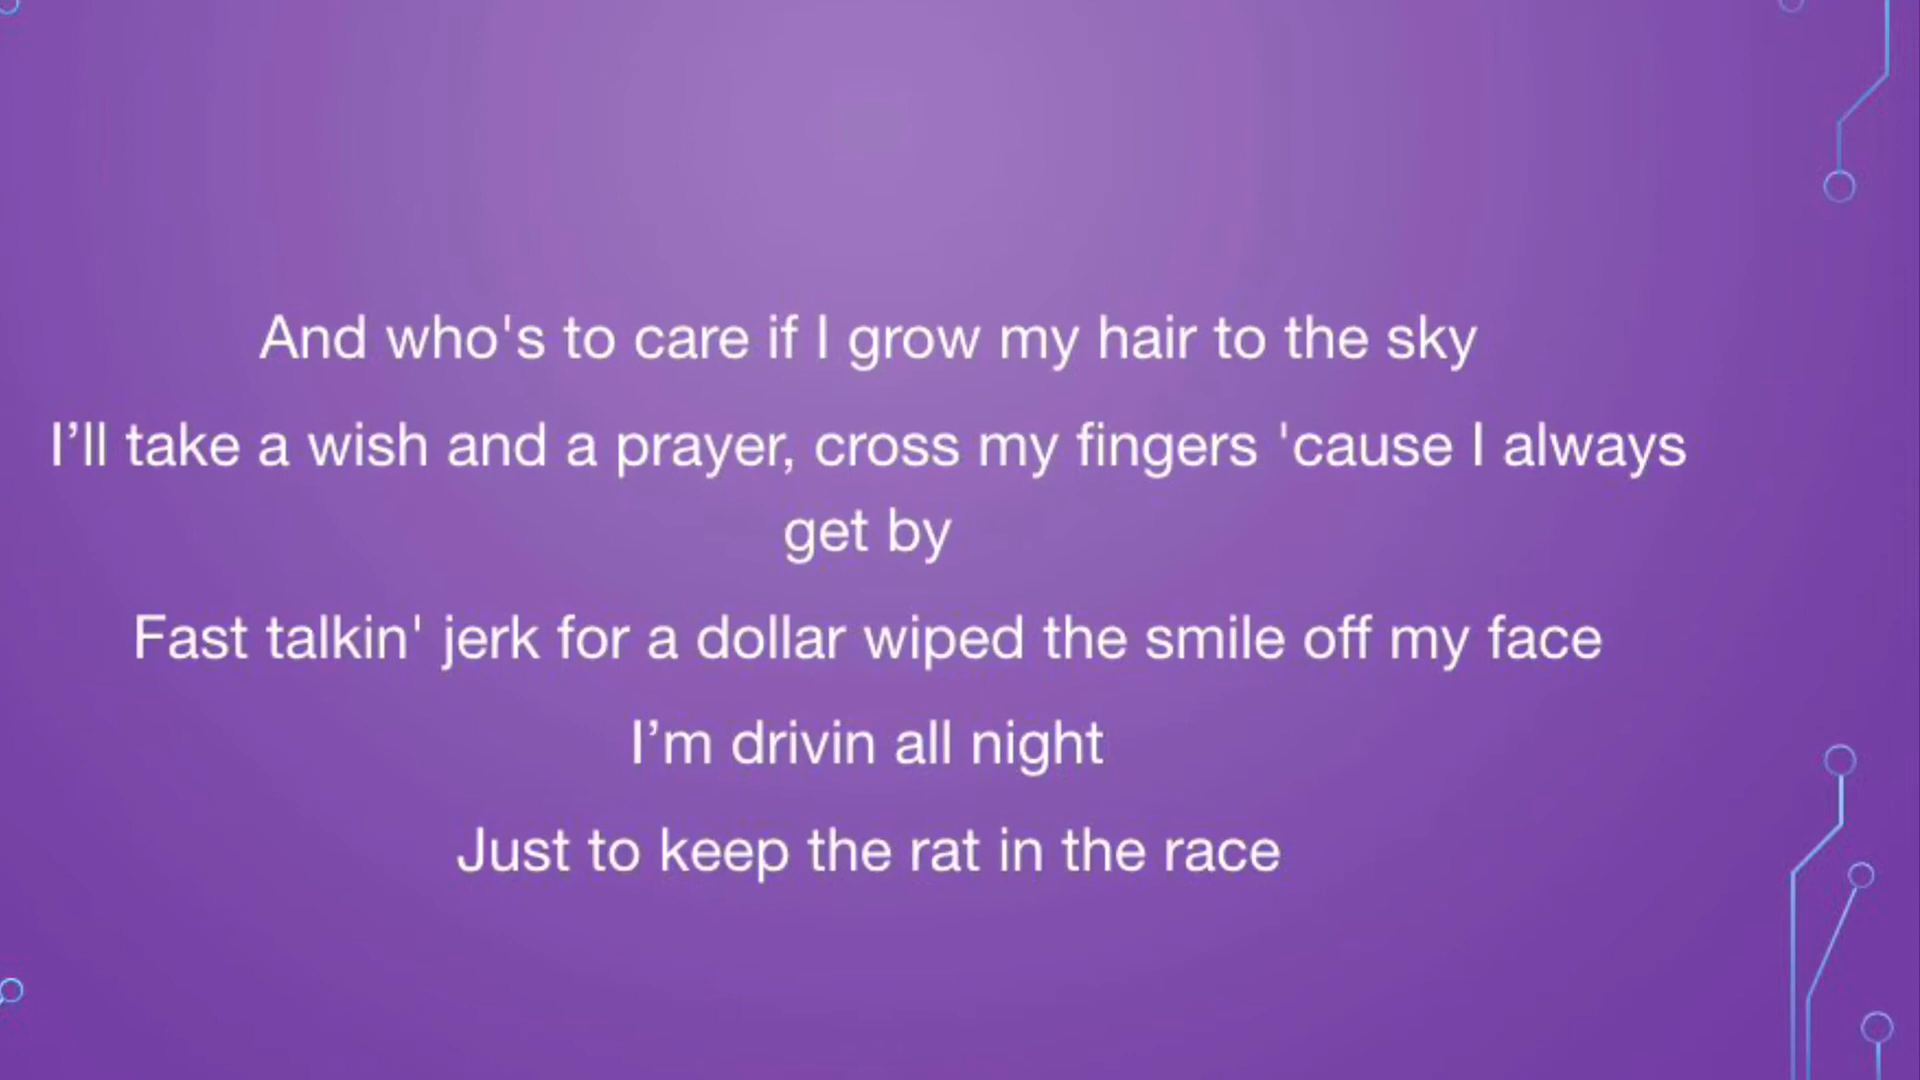 And who's to care if I grow my hair to the sky
I’ll take a wish and a prayer, cross my fingers 'cause I always
get by
Fast talkin' jerk for a dollar wiped the smile off my face
I’m drivin all night
Just to keep the rat in the race